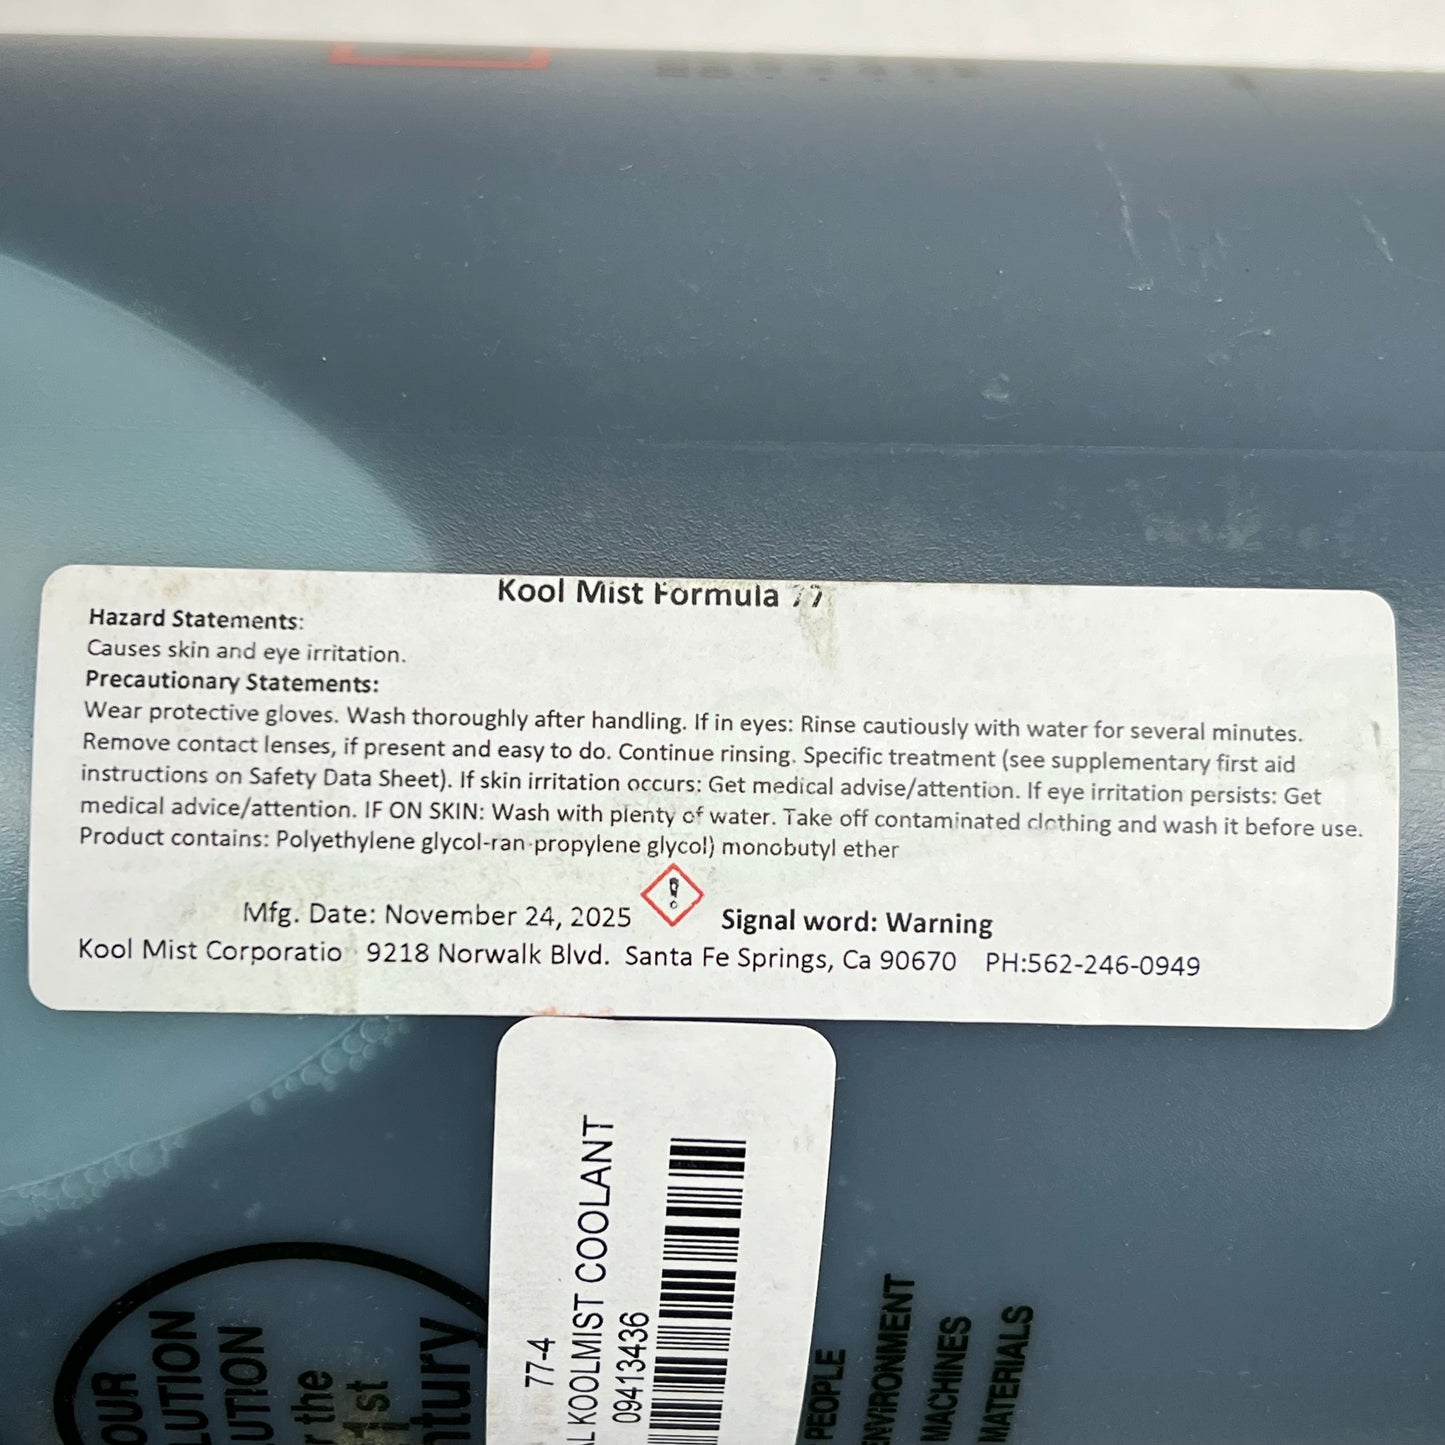 Kool Mist Formula 77
Hazard Statements:
Causes skin and eye irritation.
Precautionary Statements:
Wear protective gloves. Wash thoroughly after handling. If in eyes: Rinse cautiously with water for several minutes.
Remove contact lenses, if present and easy to do. Continue rinsing. Specific treatment (see supplementary first aid
instructions on Safety Data Sheet). If skin irritation occurs: Get medical advise/attention. If eye irritation persists: Get
medical advice/attention. IF ON SKIN: Wash with plenty of water. Take off contaminated clothing and wash it before use.
Product contains: Polyethylene glycol-ran-propylene glycol) monobutyl ether
Mfg. Date: November 24, 2025
Signal word: Warning
Kool Mist Corporatio 9218 Norwalk Blvd. Santa Fe Springs, Ca 90670 PH:562-246-0949
77-4
KOOLMIST COOLANT
09413436
OUR
LUTION
UTION
the
1st
ntury
PEOPLE
ENVIRONMENT
MACHINES
MATERIALS